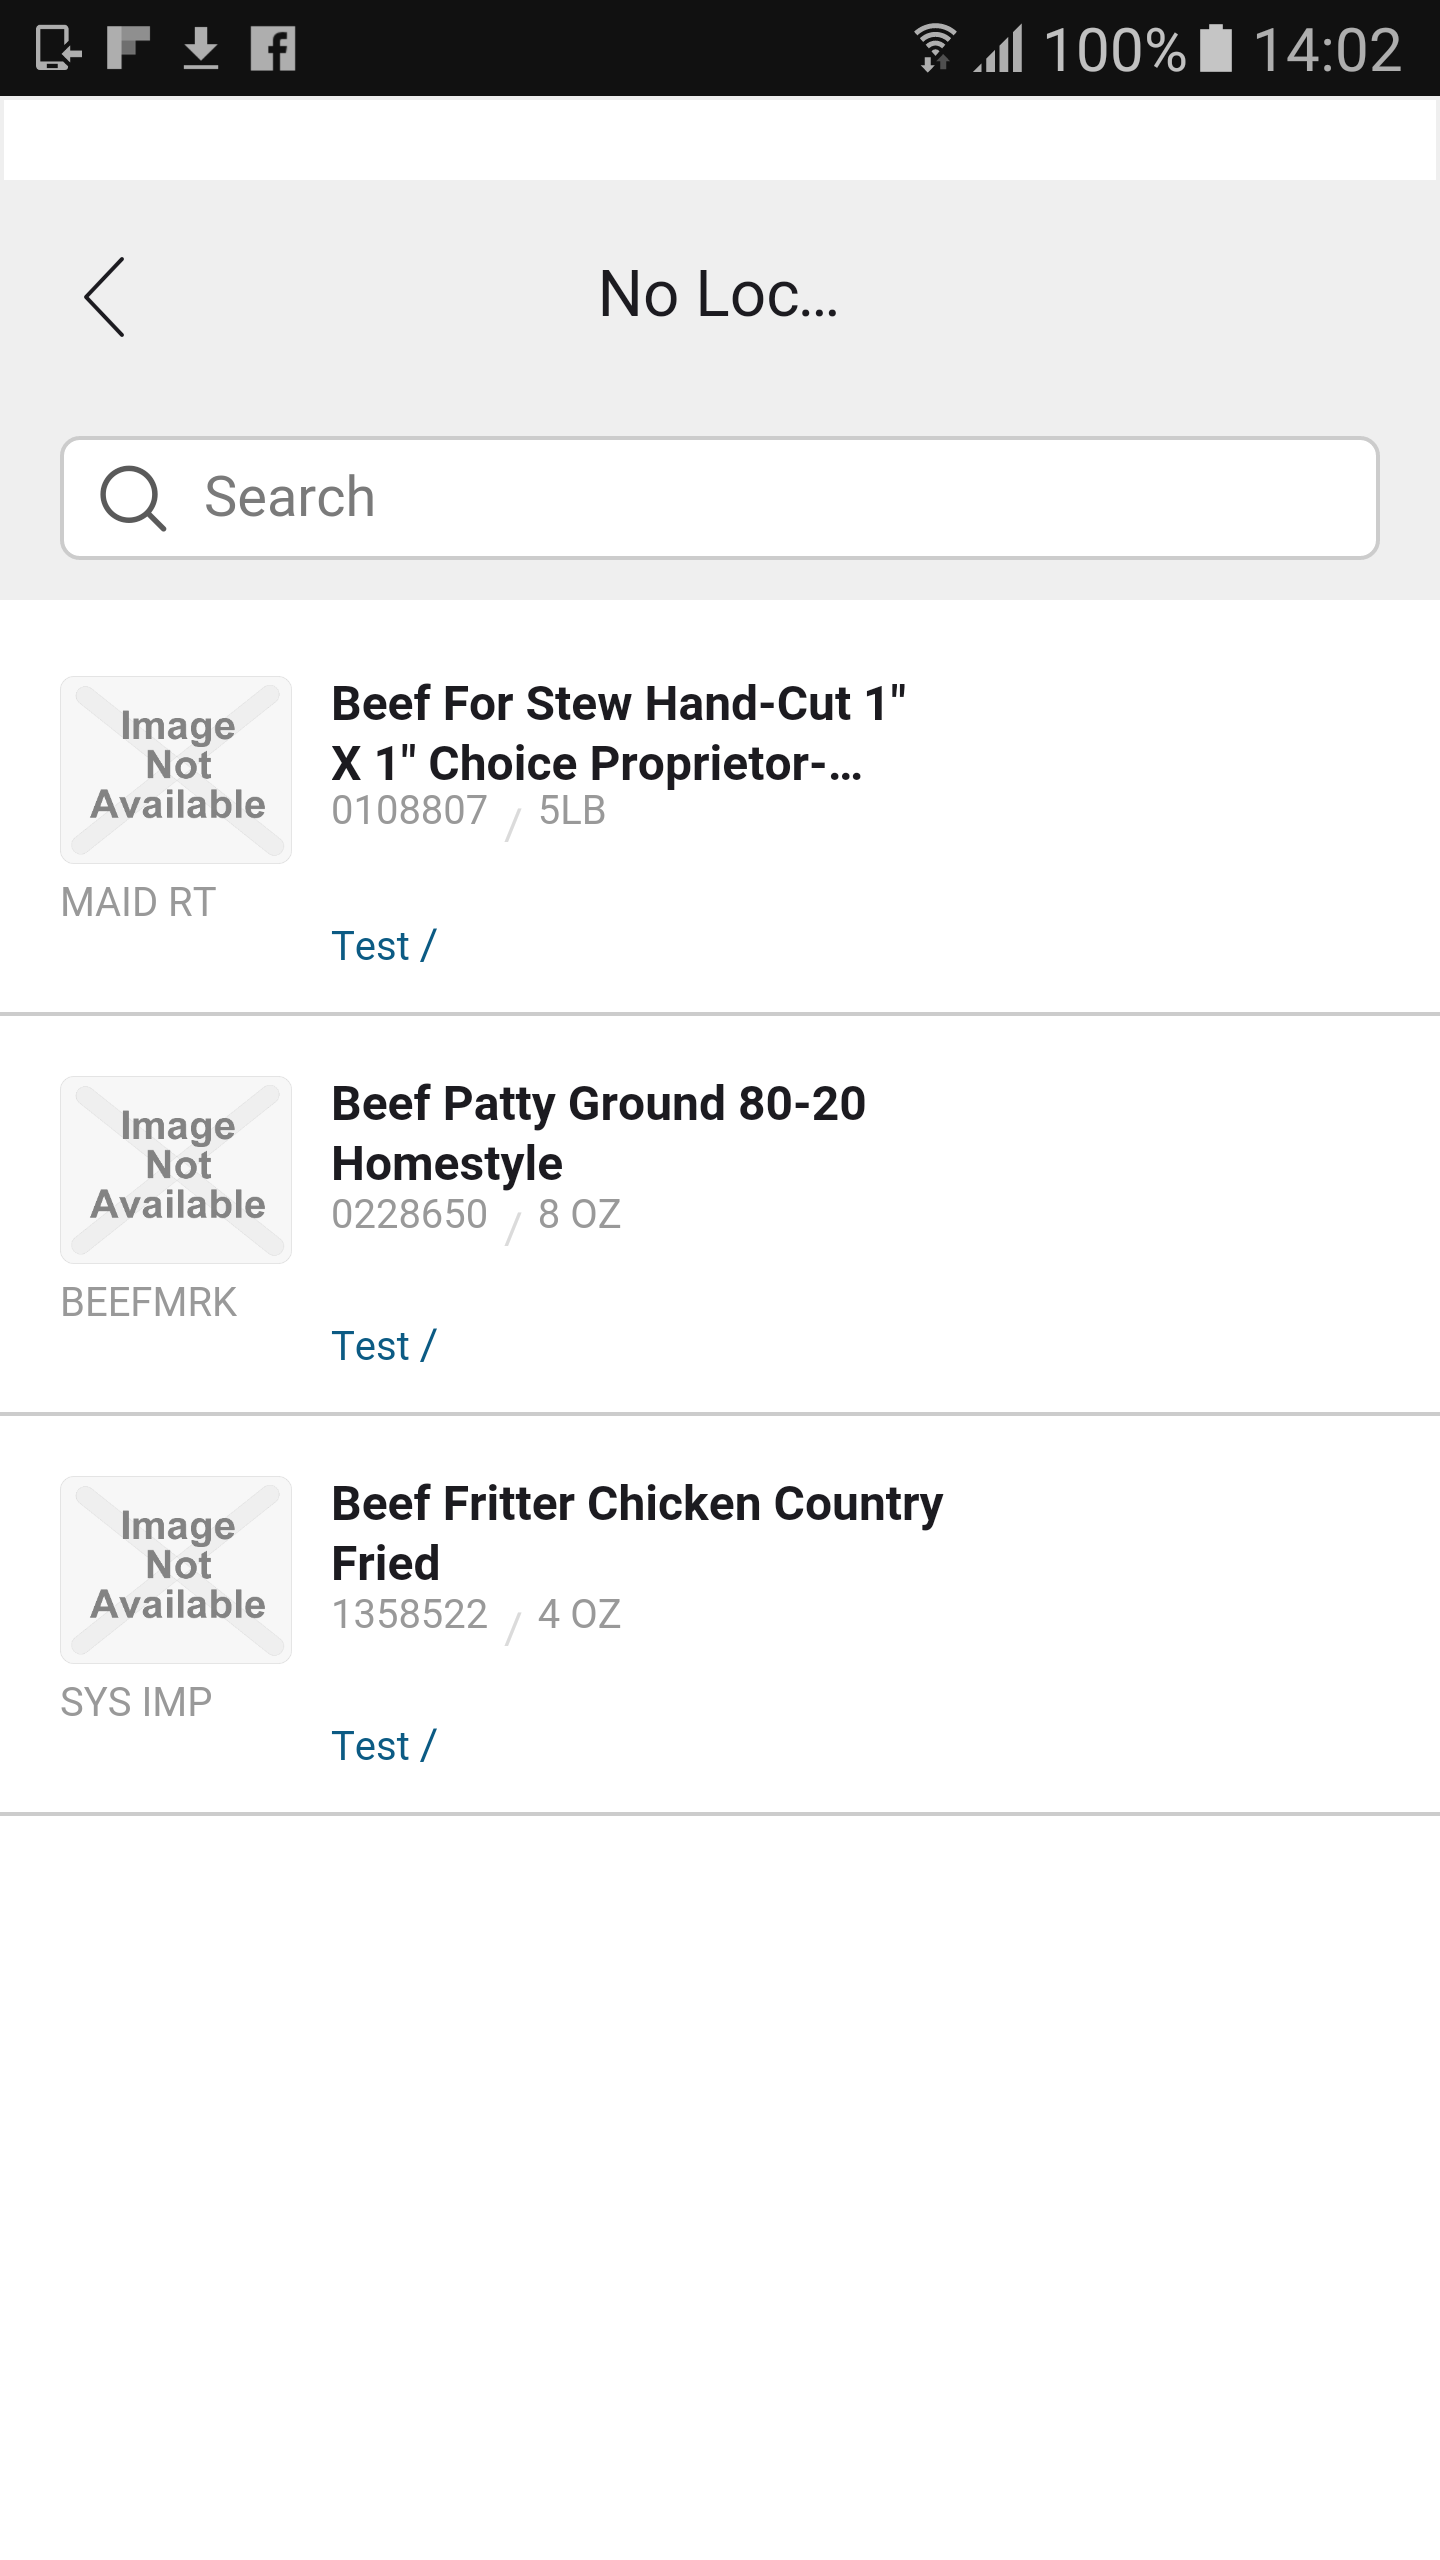 100% 14:02
No Loc...
Search
Image
Not
Available
MAID RT
Beef For Stew Hand-Cut 1"
X 1" Choice Proprietor-...
0108807 / 5LB
Test /
Image
Not
Available
BEEFMRK
Beef Patty Ground 80-20
Homestyle
0228650 / 8 OZ
Test /
Image
Not
Available
SYS IMP
Beef Fritter Chicken Country
Fried
1358522 / 4 OZ
Test /